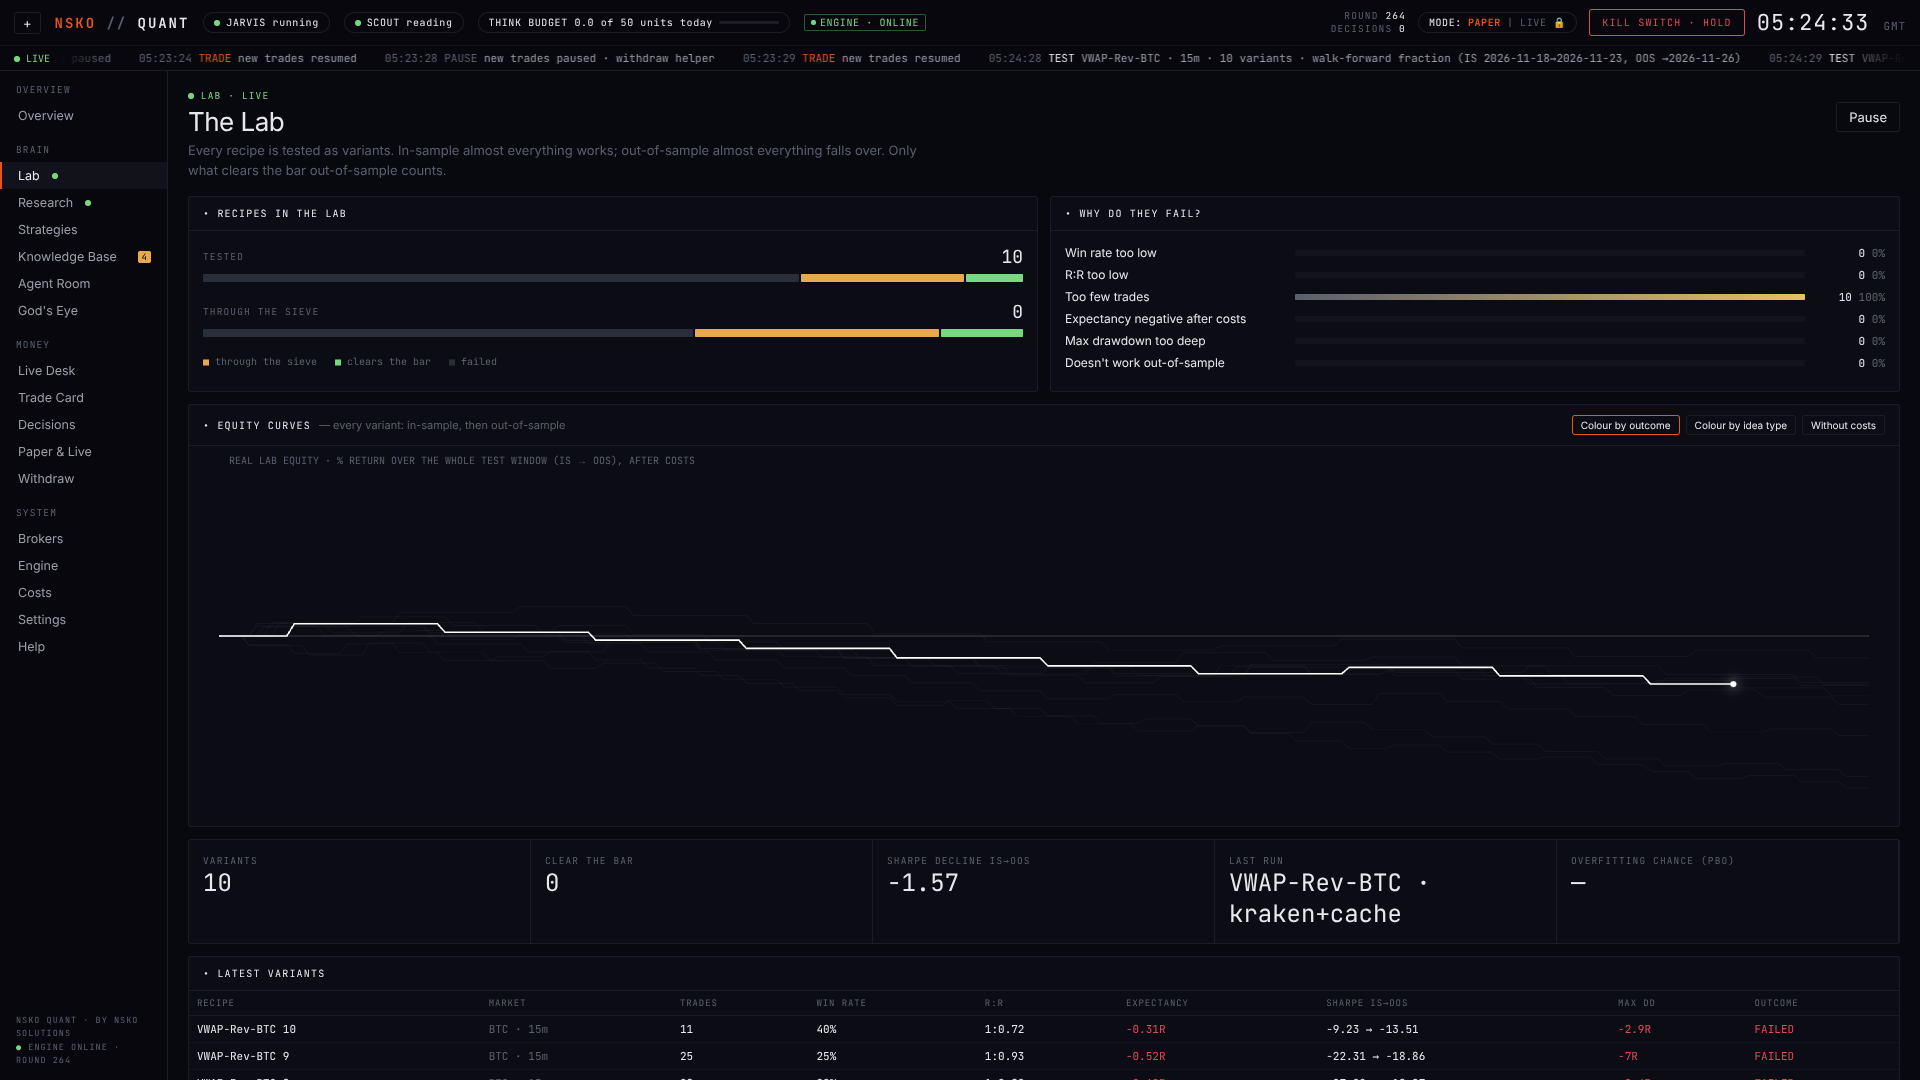 + NSKO // QUANT JARVIS running SCOUT reading THINK BUDGET 0.0 of 50 units today ENGINE · ONLINE ROUND 264 DECISIONS 0 MODE: PAPER | LIVE 🔒 KILL SWITCH · HOLD 05:24:33 GMT
LIVE paused 05:23:24 TRADE new trades resumed 05:23:28 PAUSE new trades paused · withdraw helper 05:23:29 TRADE new trades resumed 05:24:28 TEST VWAP-Rev-BTC · 15m · 10 variants · walk-forward fraction (IS 2026-11-18→2026-11-23, OOS →2026-11-26) 05:24:29 TEST VWAP-R
OVERVIEW
Overview
BRAIN
Lab
Research
Strategies
Knowledge Base 4
Agent Room
God's Eye
MONEY
Live Desk
Trade Card
Decisions
Paper & Live
Withdraw
SYSTEM
Brokers
Engine
Costs
Settings
Help
NSKO QUANT · BY NSKO
SOLUTIONS
ENGINE ONLINE ·
ROUND 264
LAB · LIVE
The Lab
Pause
Every recipe is tested as variants. In-sample almost everything works; out-of-sample almost everything falls over. Only
what clears the bar out-of-sample counts.
· RECIPES IN THE LAB
TESTED 10
THROUGH THE SIEVE 0
through the sieve clears the bar failed
· WHY DO THEY FAIL?
Win rate too low 0 0%
R:R too low 0 0%
Too few trades 10 100%
Expectancy negative after costs 0 0%
Max drawdown too deep 0 0%
Doesn't work out-of-sample 0 0%
· EQUITY CURVES — every variant: in-sample, then out-of-sample
Colour by outcome Colour by idea type Without costs
REAL LAB EQUITY · % RETURN OVER THE WHOLE TEST WINDOW (IS → OOS), AFTER COSTS
VARIANTS
10
CLEAR THE BAR
0
SHARPE DECLINE IS→OOS
-1.57
LAST RUN
VWAP-Rev-BTC ·
kraken+cache
OVERFITTING CHANCE (PBO)
—
· LATEST VARIANTS
RECIPE MARKET TRADES WIN RATE R:R EXPECTANCY SHARPE IS→OOS MAX DD OUTCOME
VWAP-Rev-BTC 10 BTC · 15m 11 40% 1:0.72 -0.31R -9.23 → -13.51 -2.9R FAILED
VWAP-Rev-BTC 9 BTC · 15m 25 25% 1:0.93 -0.52R -22.31 → -18.86 -7R FAILED